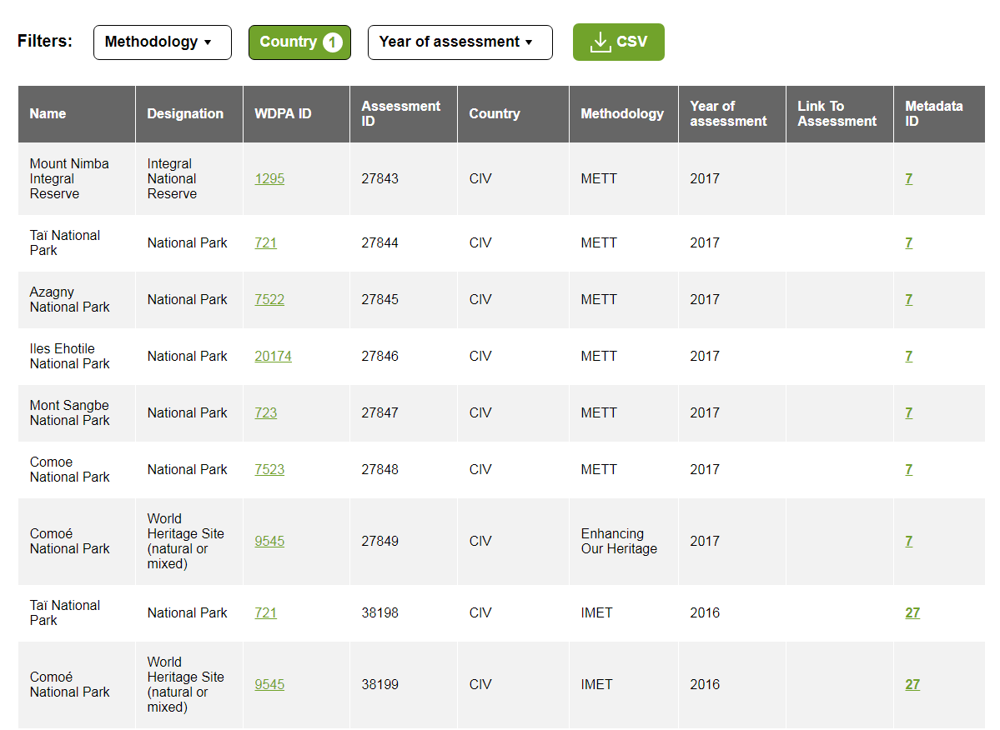 Filters: Methodology ▾ Country 1 Year of assessment ▾ CSV
Name Designation WDPA ID Assessment ID Country Methodology Year of assessment Link To Assessment Metadata ID
Mount Nimba Integral Reserve Integral National Reserve 1295 27843 CIV METT 2017 7
Taï National Park National Park 721 27844 CIV METT 2017 7
Azagny National Park National Park 7522 27845 CIV METT 2017 7
Iles Ehotile National Park National Park 20174 27846 CIV METT 2017 7
Mont Sangbe National Park National Park 723 27847 CIV METT 2017 7
Comoe National Park National Park 7523 27848 CIV METT 2017 7
Comoé National Park World Heritage Site (natural or mixed) 9545 27849 CIV Enhancing Our Heritage 2017 7
Taï National Park National Park 721 38198 CIV IMET 2016 27
Comoé National Park World Heritage Site (natural or mixed) 9545 38199 CIV IMET 2016 27